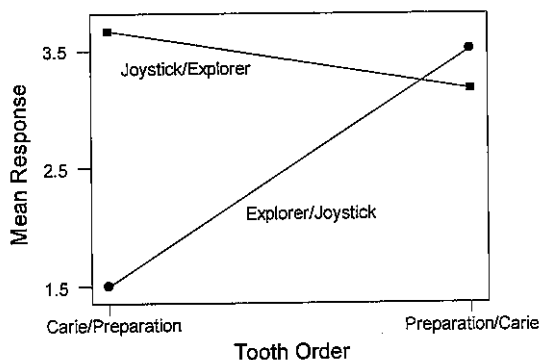 3.5
Joystick/Explorer
2.5
Mean Response
Explorer/Joystick
1.5
Carie/Preparation
Preparation/Carie
Tooth Order